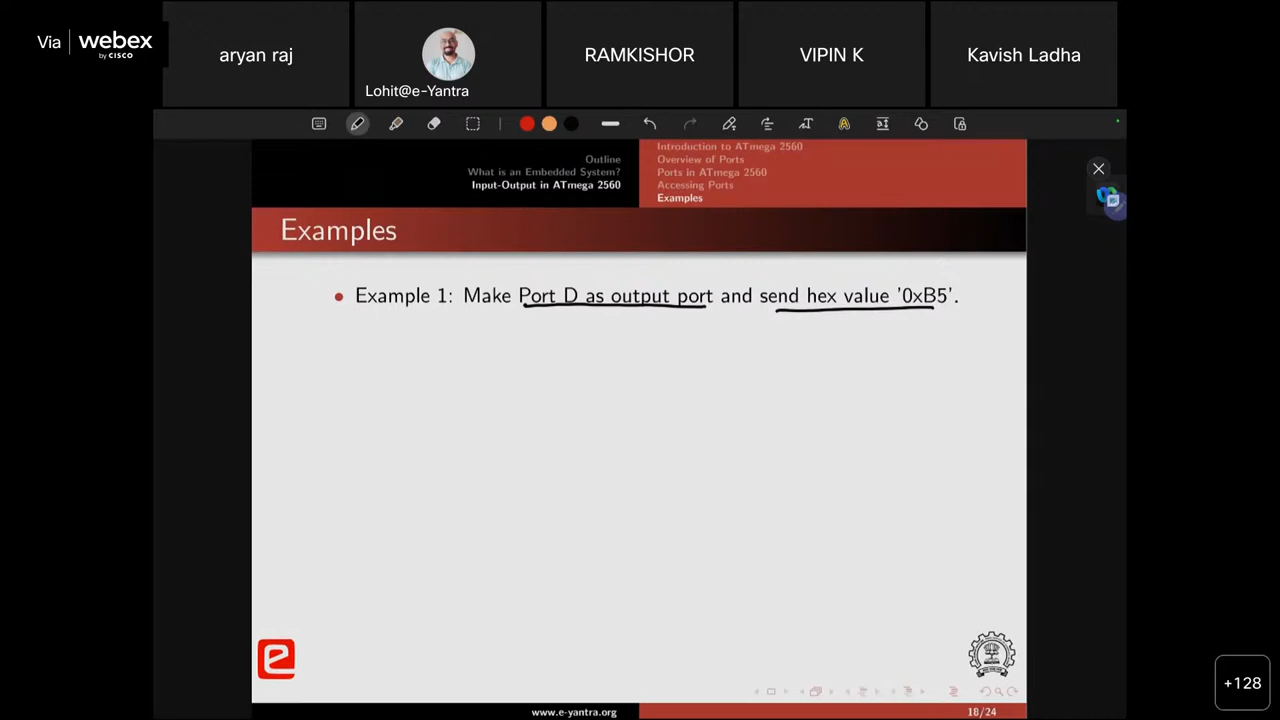 Via webex
by CISCO
aryan raj
Lohit@e-Yantra
RAMKISHOR
VIPIN K
Kavish Ladha
Outline
What is an Embedded System?
Input-Output in ATmega 2560
Introduction to ATmega 2560
Overview of Ports
Ports in ATmega 2560
Accessing Ports
Examples
Examples
• Example 1: Make Port D as output port and send hex value '0xB5'.
www.e-yantra.org
18/24
+128